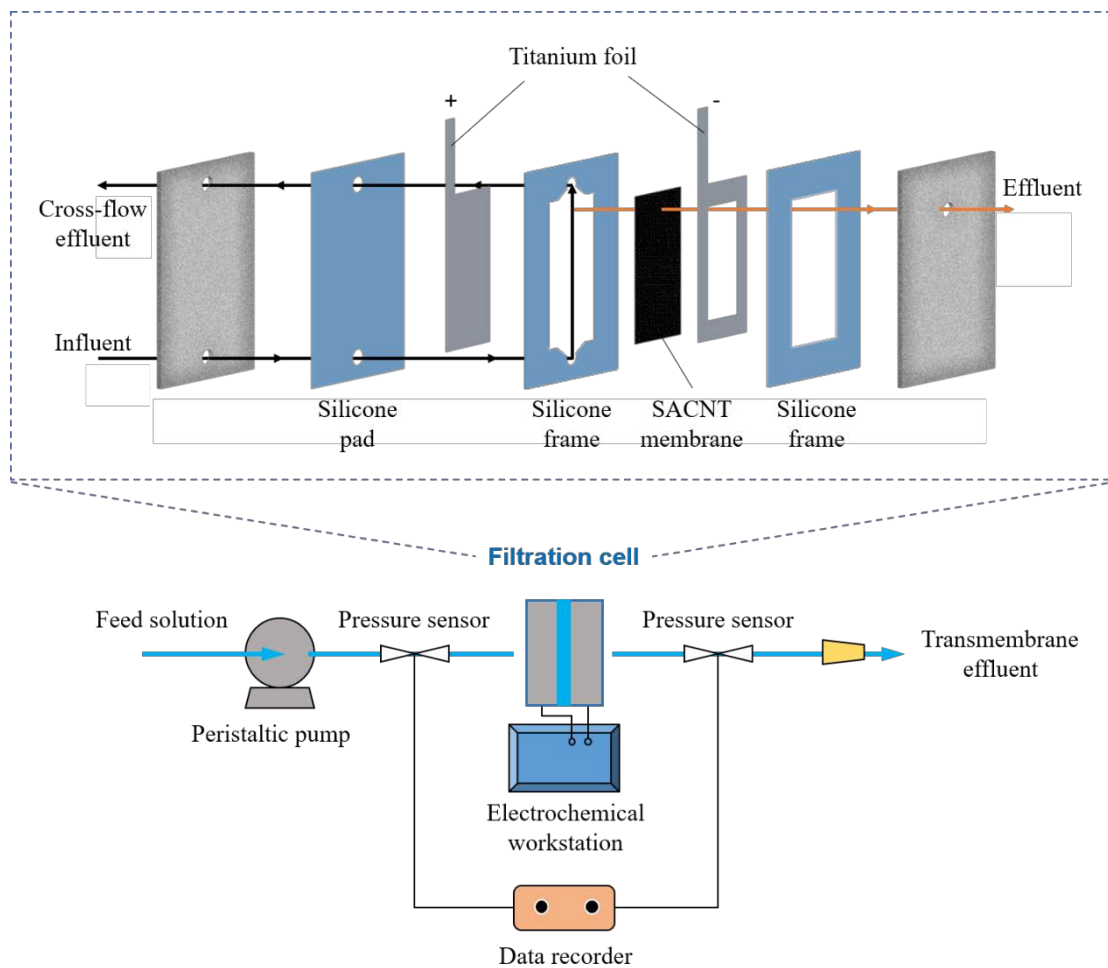 Titanium foil
+
-
Cross-flow
effluent
Effluent
Influent
Silicone
pad
Silicone
frame
SACNT
membrane
Silicone
frame
Filtration cell
Feed solution
Pressure sensor
Pressure sensor
Transmembrane
effluent
Peristaltic pump
Electrochemical
workstation
Data recorder